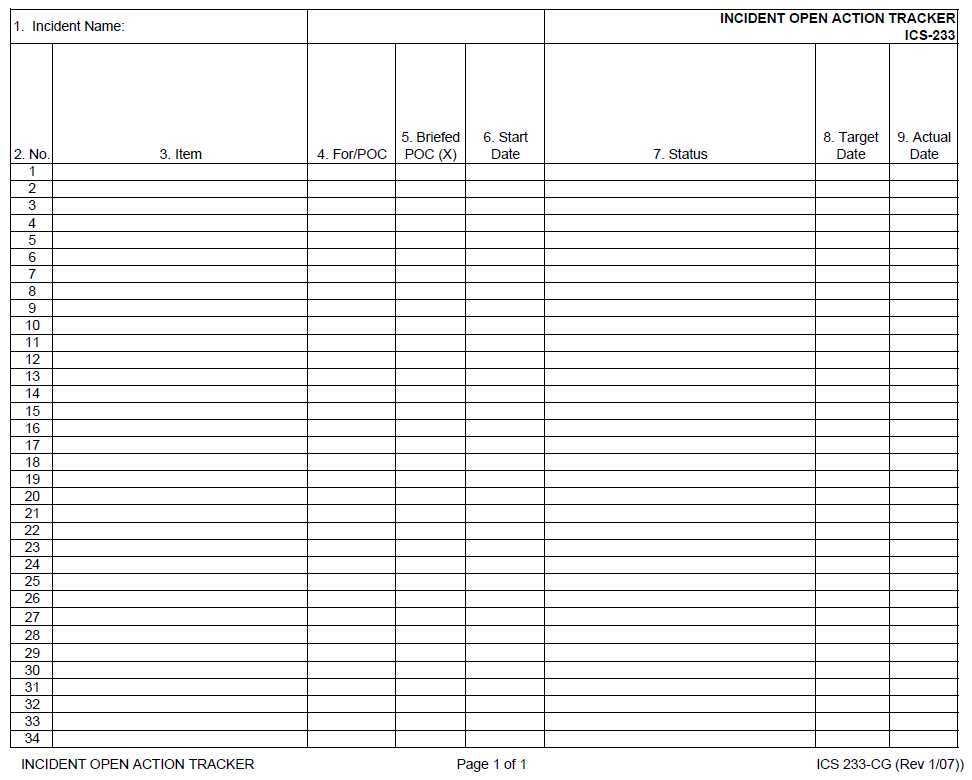 1. Incident Name:
INCIDENT OPEN ACTION TRACKER
ICS-233
2. No.
3. Item
4. For/POC
5. Briefed
POC (X)
6. Start
Date
7. Status
8. Target
Date
9. Actual
Date
1
2
3
4
5
6
7
8
9
10
11
12
13
14
15
16
17
18
19
20
21
22
23
24
25
26
27
28
29
30
31
32
33
34
INCIDENT OPEN ACTION TRACKER
Page 1 of 1
ICS 233-CG (Rev 1/07))